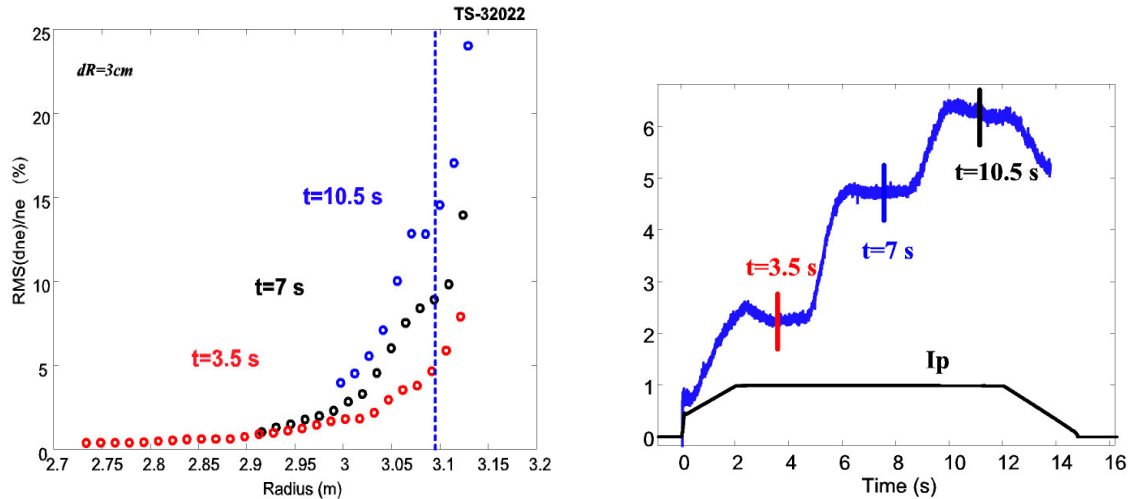 TS-32022
25
20
15
10
5
0
RMS(dne)/ne (%)
dR=3cm
t=10.5 s
t=7 s
t=3.5 s
2.7 2.75 2.8 2.85 2.9 2.95 3 3.05 3.1 3.15 3.2
Radius (m)
6
5
4
3
2
1
0
t=10.5 s
t=7 s
t=3.5 s
Ip
0 2 4 6 8 10 12 14 16
Time (s)